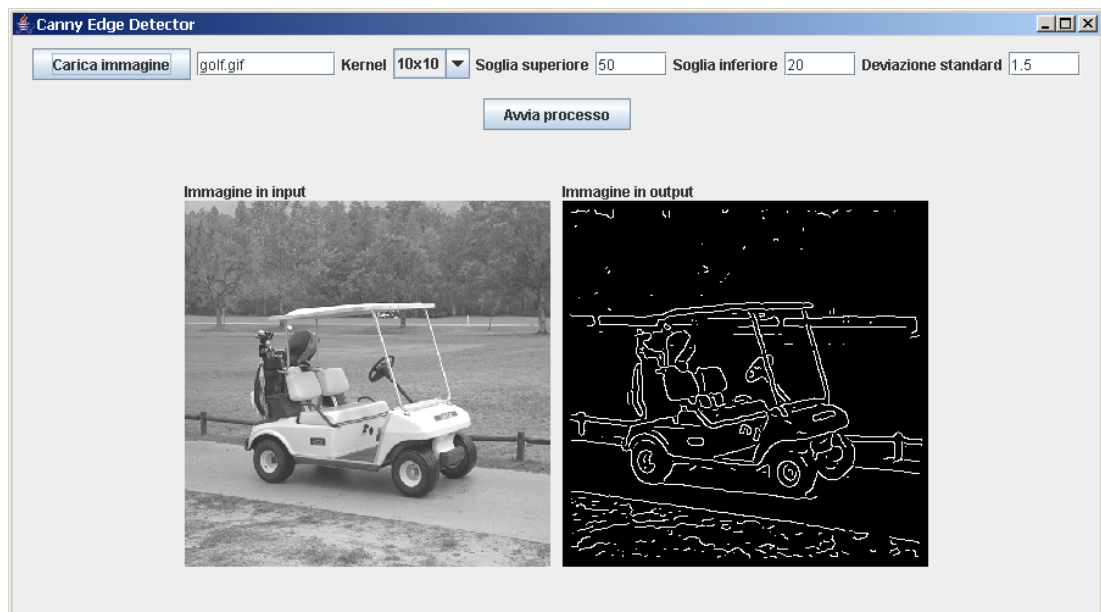 Canny Edge Detector
Carica immagine golf.gif Kernel 10x10 Soglia superiore 50 Soglia inferiore 20 Deviazione standard 1.5
Avvia processo
Immagine in input Immagine in output